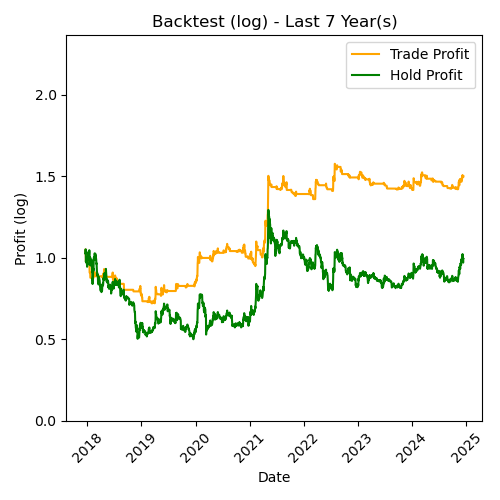 Backtest (log) - Last 7 Year(s)
Trade Profit
Hold Profit
Profit (log)
2.0
1.5
1.0
0.5
0.0
2018 2019 2020 2021 2022 2023 2024 2025
Date